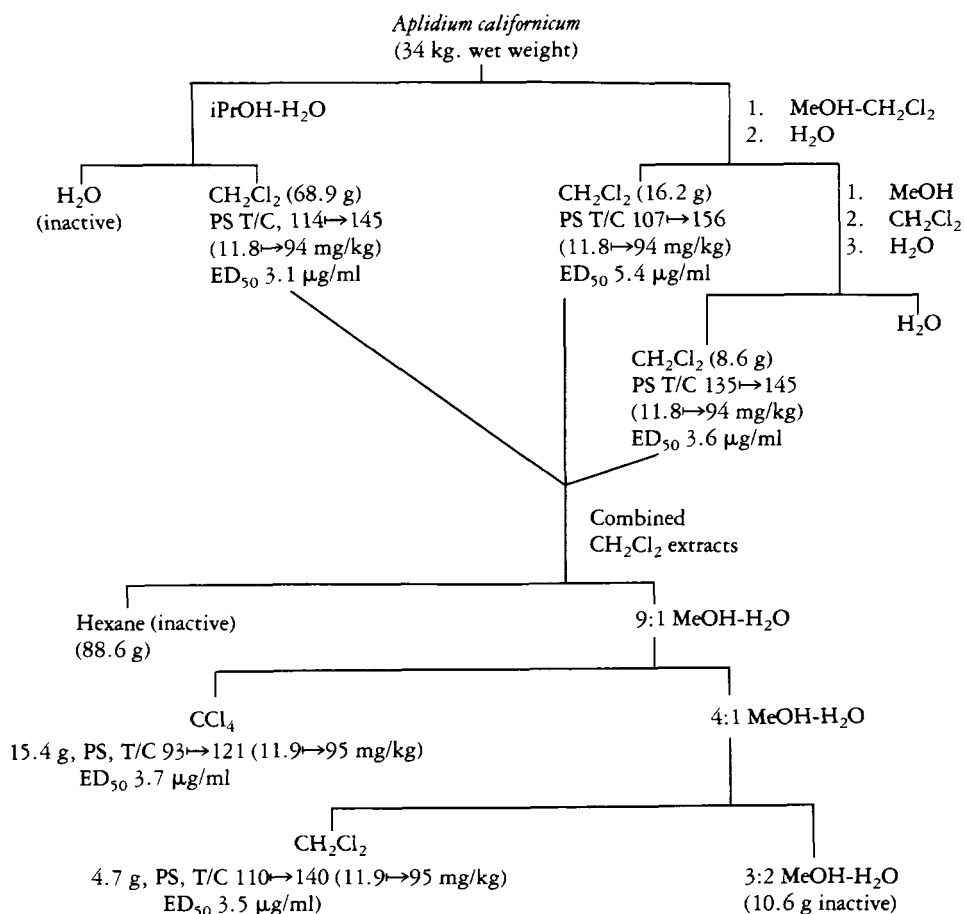 Aplidium californicum
(34 kg. wet weight)
iPrOH-H₂O
1. MeOH-CH₂Cl₂
2. H₂O
H₂O
(inactive)
CH₂Cl₂ (68.9 g)
PS T/C, 114↦145
(11.8↦94 mg/kg)
ED₅₀ 3.1 μg/ml
CH₂Cl₂ (16.2 g)
PS T/C 107↦156
(11.8↦94 mg/kg)
ED₅₀ 5.4 μg/ml
1. MeOH
2. CH₂Cl₂
3. H₂O
H₂O
CH₂Cl₂ (8.6 g)
PS T/C 135↦145
(11.8↦94 mg/kg)
ED₅₀ 3.6 μg/ml
Combined
CH₂Cl₂ extracts
Hexane (inactive)
(88.6 g)
9:1 MeOH-H₂O
CCl₄
15.4 g, PS, T/C 93↦121 (11.9↦95 mg/kg)
ED₅₀ 3.7 μg/ml
4:1 MeOH-H₂O
CH₂Cl₂
4.7 g, PS, T/C 110↦140 (11.9↦95 mg/kg)
ED₅₀ 3.5 μg/ml)
3:2 MeOH-H₂O
(10.6 g inactive)